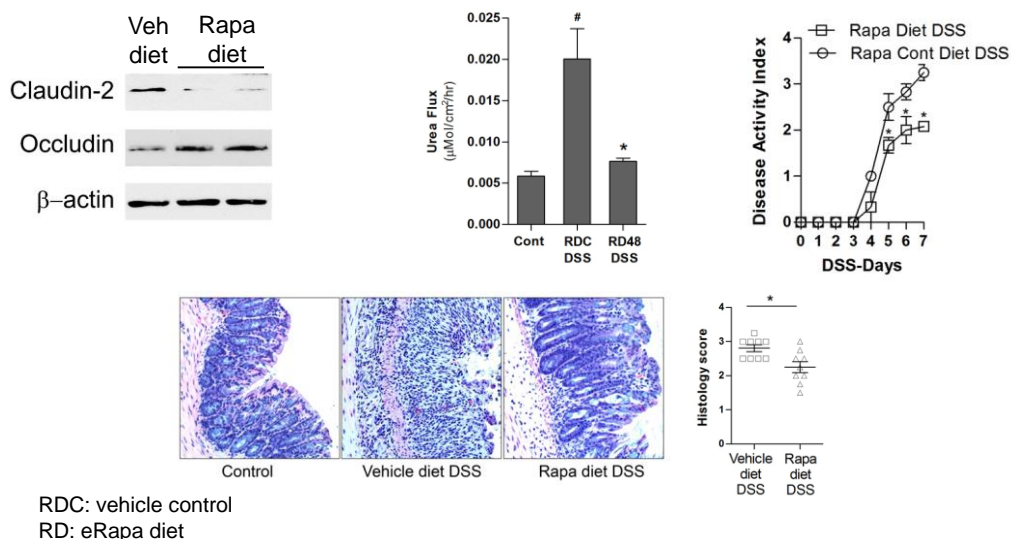 Veh diet
Rapa diet
Claudin-2
Occludin
β–actin
Urea Flux
(μMol/cm²/hr)
0.025
0.020
0.015
0.010
0.005
0.000
#
*
Cont
RDC DSS
RD48 DSS
Rapa Diet DSS
Rapa Cont Diet DSS
Disease Activity Index
4
3
2
1
0
* * *
0 1 2 3 4 5 6 7
DSS-Days
Control
Vehicle diet DSS
Rapa diet DSS
Histology score
4
3
2
1
0
*
Vehicle diet DSS
Rapa diet DSS
RDC: vehicle control
RD: eRapa diet